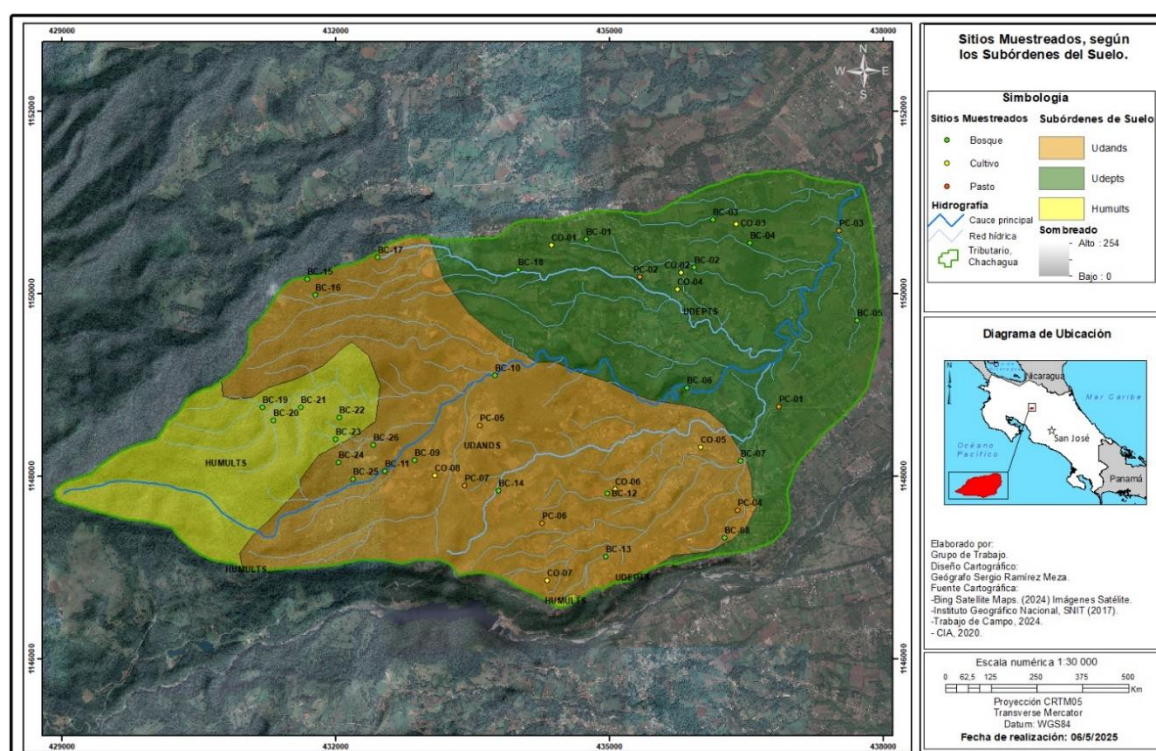 429000
432000
435000
438000
1152000
1150000
1148000
1146000
1152000
1150000
1148000
1146000
429000
432000
435000
438000
N
W
E
S
BC-03
CO-03
PC-03
BC-17
CO-01
BC-01
BC-04
BC-15
BC-18
CO-02
BC-02
PC-02
BC-16
CO-04
UDEPTS
BC-05
BC-10
BC-06
BC-19
BC-21
PC-01
BC-20
BC-22
PC-05
BC-23
BC-26
UDANDS
CO-05
HUMULTS
BC-24
BC-11
BC-09
BC-07
BC-25
CO-08
PC-07
BC-14
CO-06
BC-12
PC-04
PC-06
BC-08
BC-13
HUMULTS
CO-07
UDEPTS
HUMULTS
Sitios Muestreados, según
los Subórdenes del Suelo.
Simbología
Sitios Muestreados
Bosque
Cultivo
Pasto
Hidrografía
Cauce principal
Red hídrica
Tributario,
Chachagua
Subórdenes de Suelo
Udands
Udepts
Humults
Sombreado
Alto : 254
Bajo : 0
Diagrama de Ubicación
N
Nicaragua
Mar Caribe
San José
Océano
Pacífico
Panamá
Elaborado por:
Grupo de Trabajo.
Diseño Cartográfico:
Geógrafo Sergio Ramírez Meza.
Fuente Cartográfica:
-Bing Satellite Maps. (2024) Imágenes Satélite.
-Instituto Geográfico Nacional, SNIT (2017).
-Trabajo de Campo, 2024.
- CIA, 2020.
Escala numérica 1:30 000
0 62,5 125 250 375 500
Km
Proyección CRTM05
Transverse Mercator
Datum: WGS84
Fecha de realización: 06/5/2025